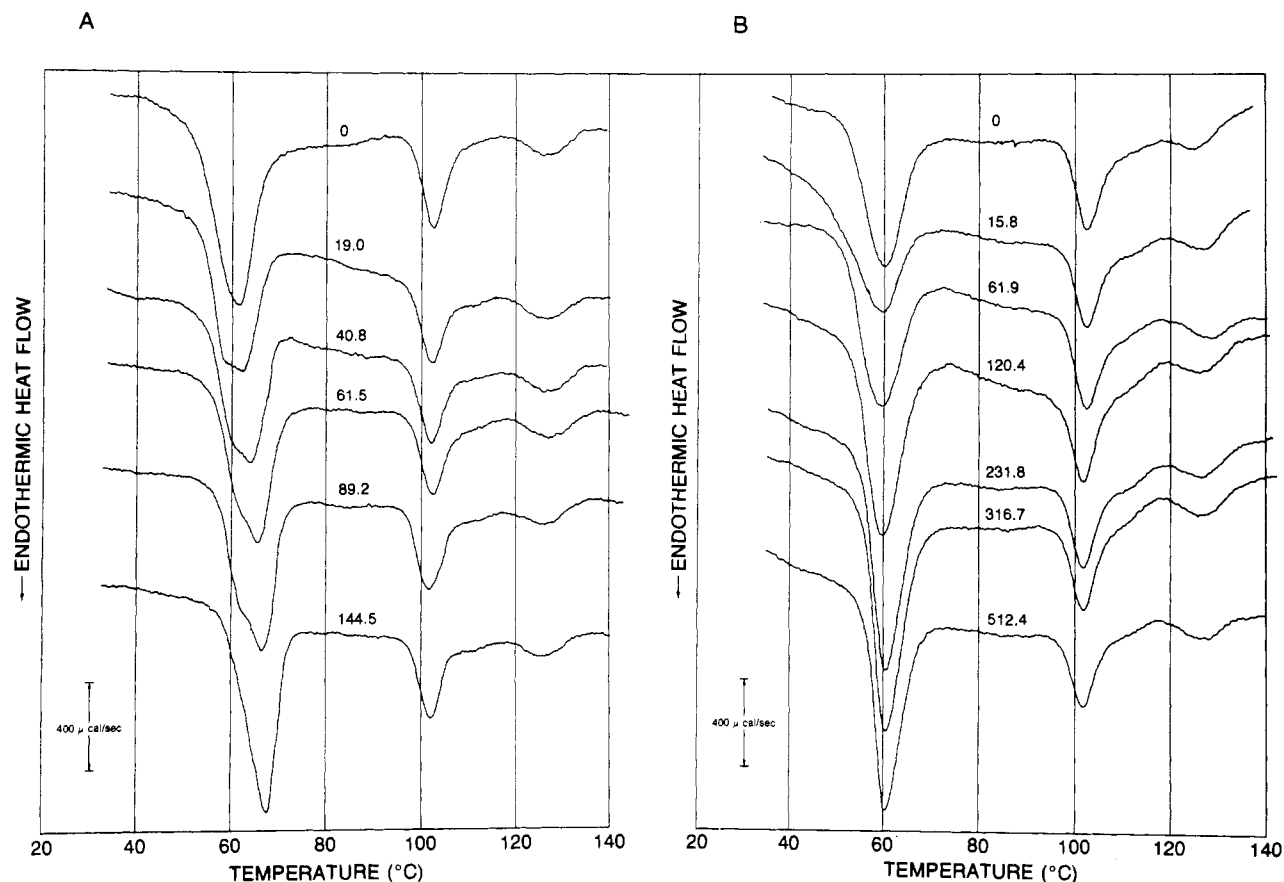 A
B
0
19.0
40.8
61.5
89.2
144.5
← ENDOTHERMIC HEAT FLOW
400 μ cal/sec
20 40 60 80 100 120 140
TEMPERATURE (°C)
0
15.8
61.9
120.4
231.8
316.7
512.4
← ENDOTHERMIC HEAT FLOW
400 μ cal/sec
20 40 60 80 100 120 140
TEMPERATURE (°C)